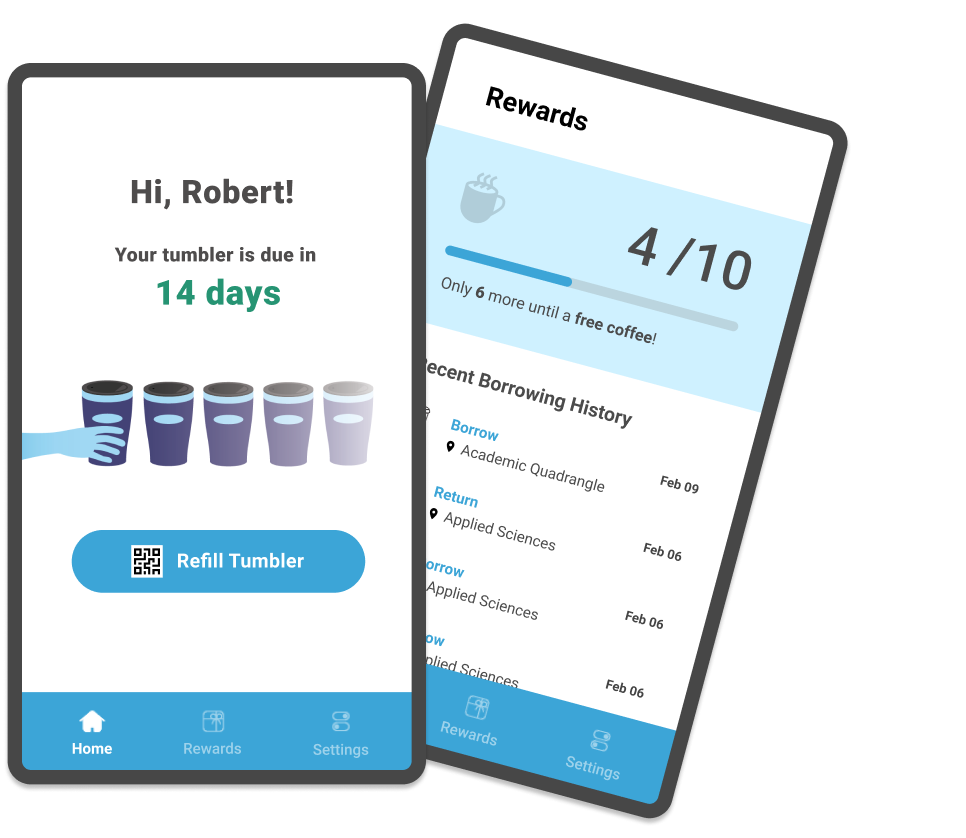 Hi, Robert!
Your tumbler is due in
14 days
Refill Tumbler
Home
Rewards
Settings
Rewards
4 /10
Only 6 more until a free coffee!
ecent Borrowing History
Borrow
Academic Quadrangle
Feb 09
Return
Applied Sciences
Feb 06
orrow
Applied Sciences
Feb 06
ow
plied Sciences
Feb 06
Rewards
Settings